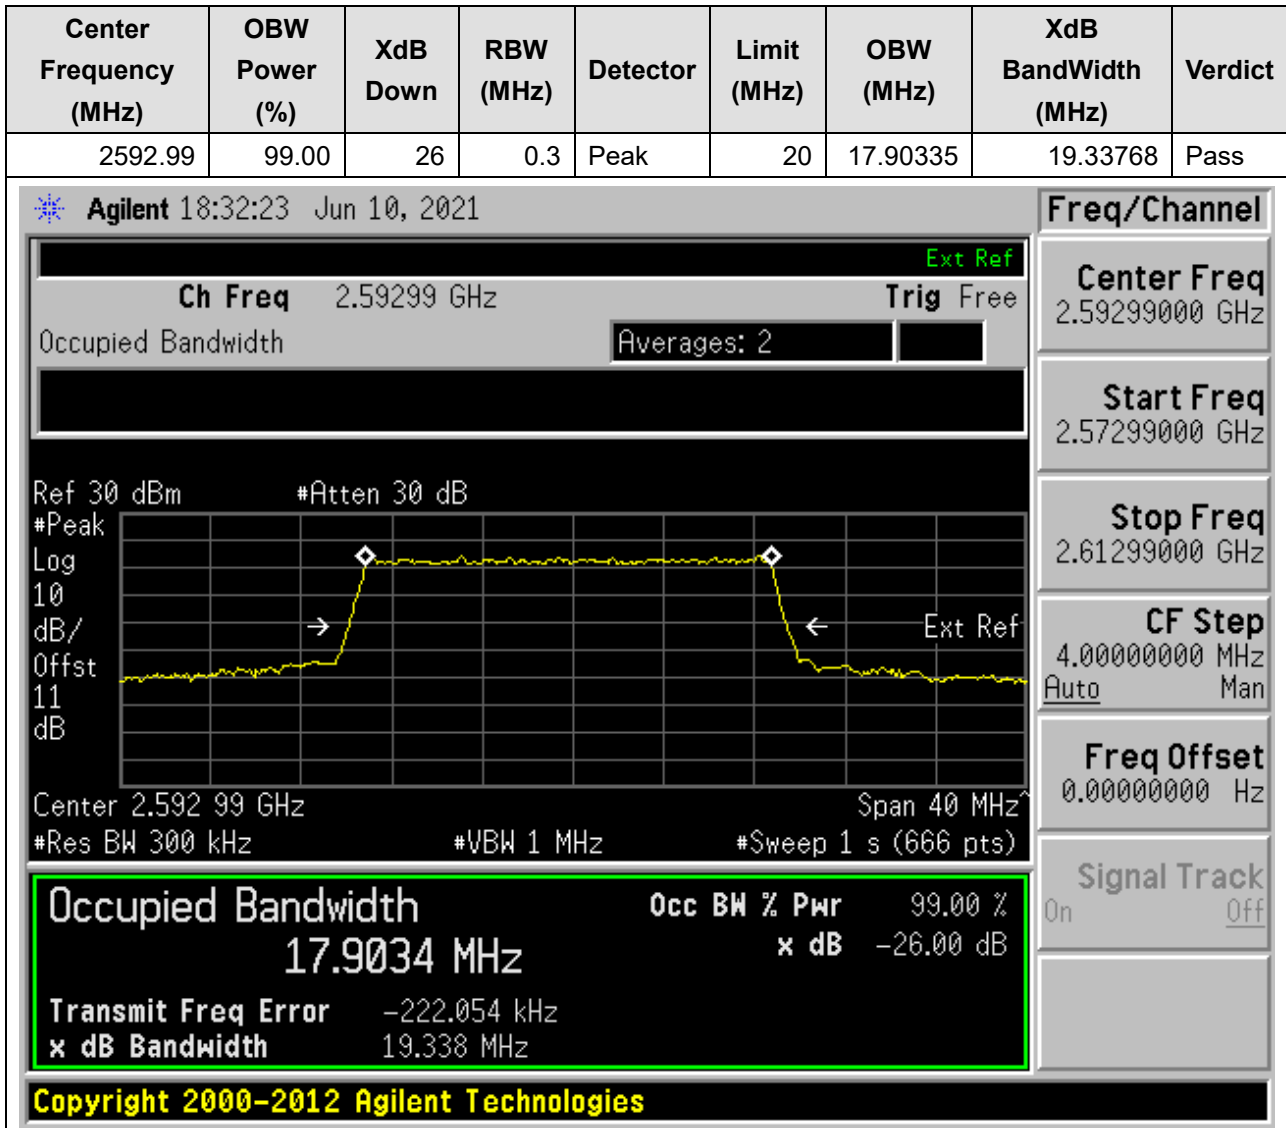 Center Frequency (MHz) OBW Power (%) XdB Down RBW (MHz) Detector Limit (MHz) OBW (MHz) XdB BandWidth (MHz) Verdict
2592.99 99.00 26 0.3 Peak 20 17.90335 19.33768 Pass
Agilent 18:32:23 Jun 10, 2021
Freq/Channel
Ext Ref
Ch Freq 2.59299 GHz Trig Free
Occupied Bandwidth Averages: 2
Center Freq
2.59299000 GHz
Start Freq
2.57299000 GHz
Stop Freq
2.61299000 GHz
CF Step
4.00000000 MHz
Auto Man
Freq Offset
0.00000000 Hz
Signal Track
On Off
Ref 30 dBm #Atten 30 dB
#Peak
Log
10
dB/
Offst
11
dB
Ext Ref
Center 2.592 99 GHz Span 40 MHz^
#Res BW 300 kHz #VBW 1 MHz #Sweep 1 s (666 pts)
Occupied Bandwidth
17.9034 MHz
Occ BW % Pwr 99.00 %
x dB -26.00 dB
Transmit Freq Error -222.054 kHz
x dB Bandwidth 19.338 MHz
Copyright 2000-2012 Agilent Technologies